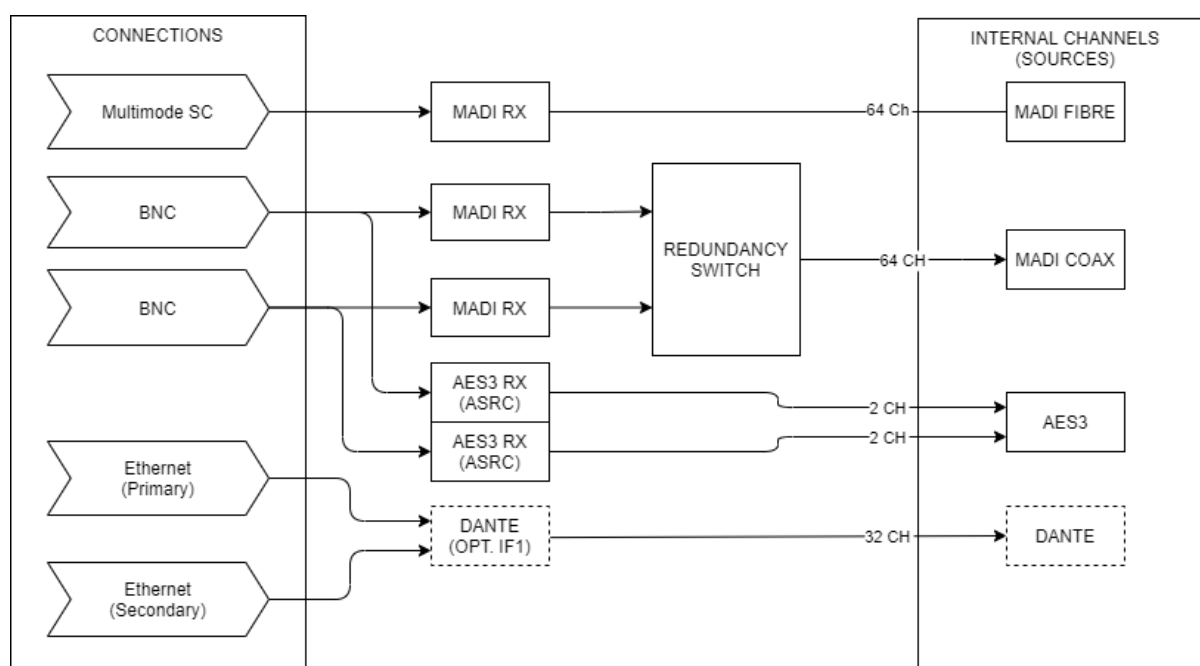 CONNECTIONS
INTERNAL CHANNELS
(SOURCES)
Multimode SC
MADI RX
64 Ch
MADI FIBRE
BNC
MADI RX
REDUNDANCY
SWITCH
64 CH
MADI COAX
BNC
MADI RX
AES3 RX
(ASRC)
2 CH
AES3
AES3 RX
(ASRC)
2 CH
Ethernet
(Primary)
DANTE
(OPT. IF1)
32 CH
DANTE
Ethernet
(Secondary)